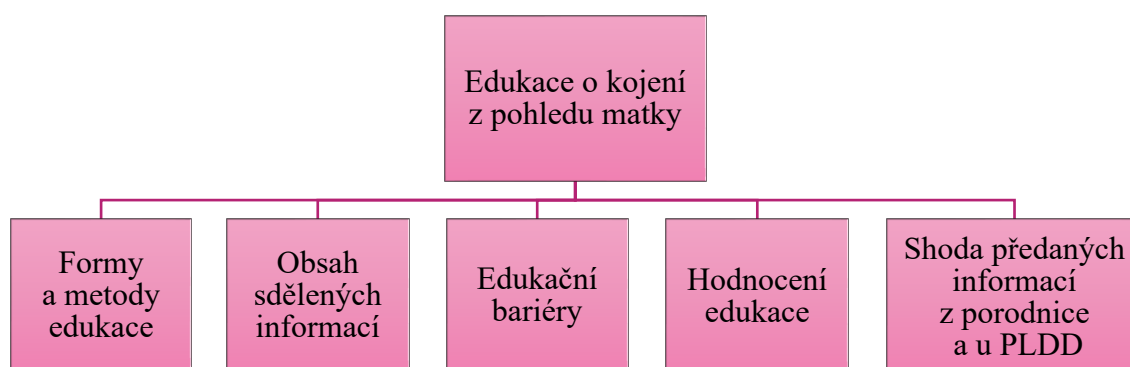 Edukace o kojení
z pohledu matky
Formy
a metody
edukace
Obsah
sdělených
informací
Edukační
bariéry
Hodnocení
edukace
Shoda předaných
informací
z porodnice
a u PLDD